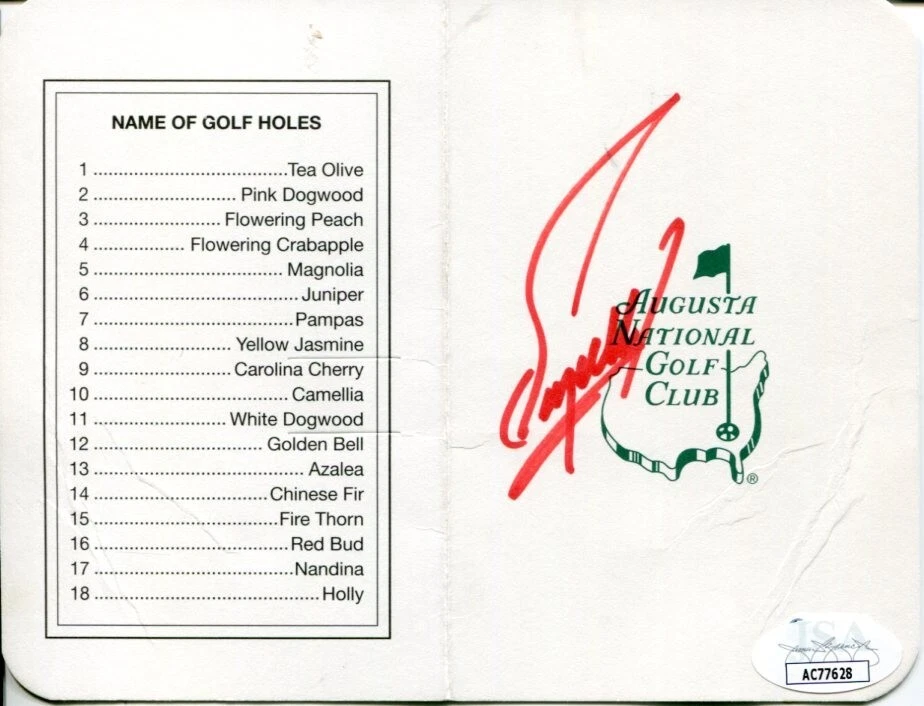 NAME OF GOLF HOLES
1 ..................................Tea Olive
2 ......................... Pink Dogwood
3 ...................... Flowering Peach
4 ................ Flowering Crabapple
5 ................................. Magnolia
6 ....................................Juniper
7 ...................................Pampas
8 ........................Yellow Jasmine
9 ........................Carolina Cherry
10 .................................. Camellia
11 ....................... White Dogwood
12 .............................. Golden Bell
13 ..................................... Azalea
14 ..............................Chinese Fir
15 ................................Fire Thorn
16 ..................................Red Bud
17 ...................................Nandina
18 .......................................Holly
AUGUSTA
NATIONAL
GOLF
CLUB
®
JSA
AC77628